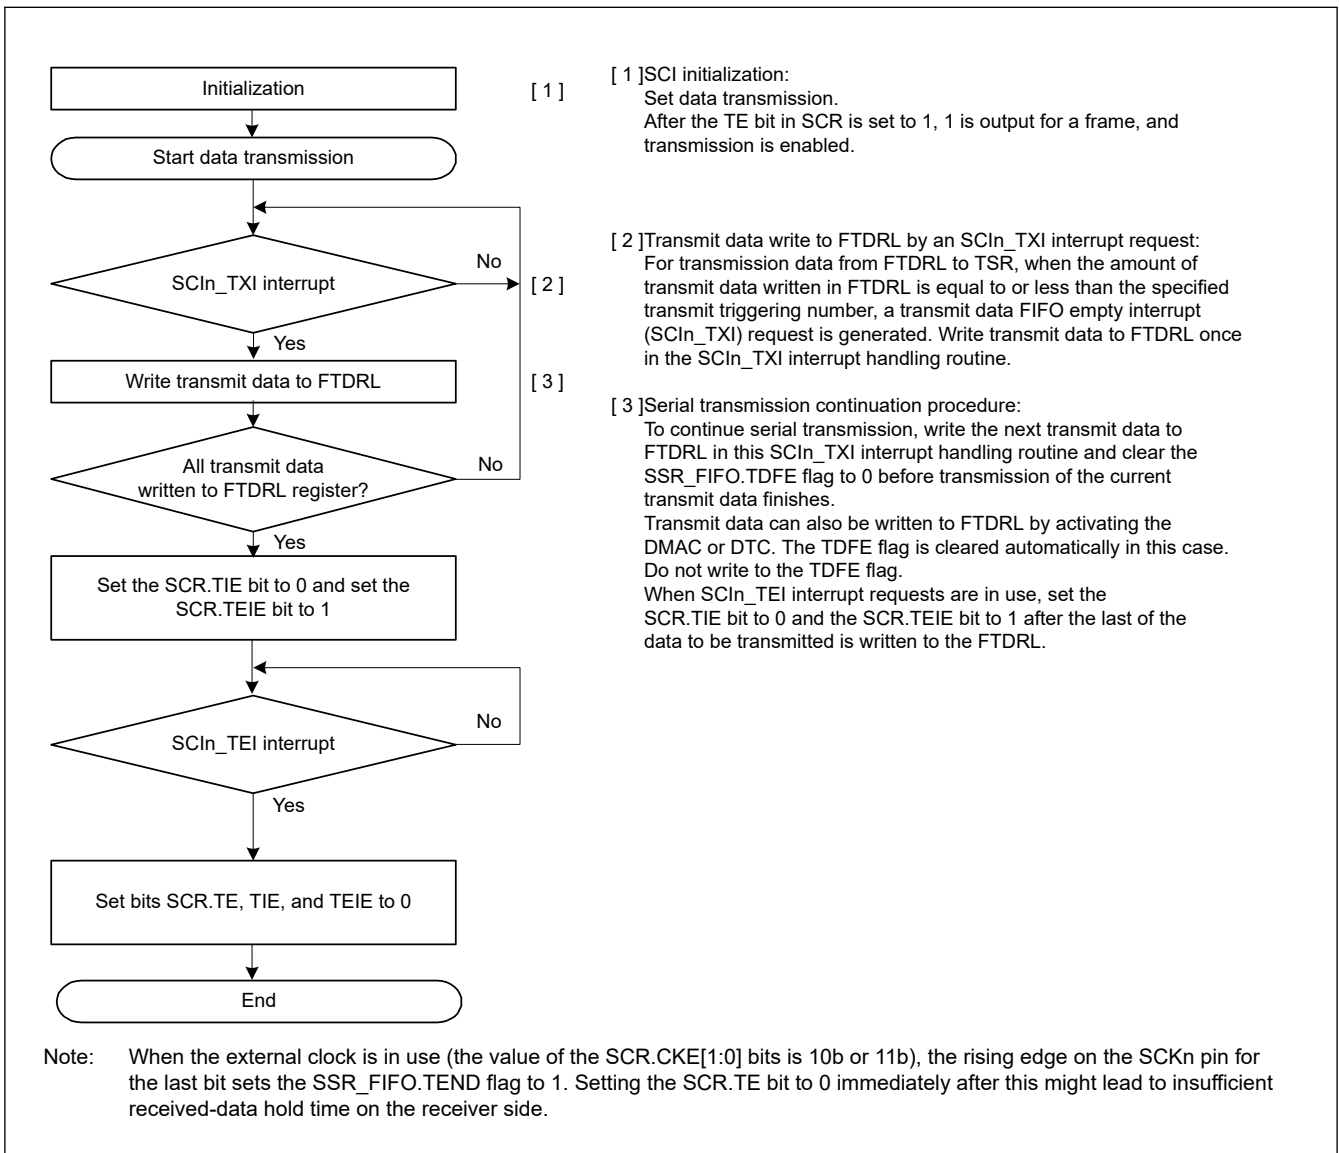 Initialization
[ 1 ]
Start data transmission
SCIn_TXI interrupt
No
[ 2 ]
Yes
Write transmit data to FTDRL
[ 3 ]
All transmit data
written to FTDRL register?
No
Yes
Set the SCR.TIE bit to 0 and set the
SCR.TEIE bit to 1
SCIn_TEI interrupt
No
Yes
Set bits SCR.TE, TIE, and TEIE to 0
End
[ 1 ]SCI initialization:
Set data transmission.
After the TE bit in SCR is set to 1, 1 is output for a frame, and
transmission is enabled.
[ 2 ]Transmit data write to FTDRL by an SCIn_TXI interrupt request:
For transmission data from FTDRL to TSR, when the amount of
transmit data written in FTDRL is equal to or less than the specified
transmit triggering number, a transmit data FIFO empty interrupt
(SCIn_TXI) request is generated. Write transmit data to FTDRL once
in the SCIn_TXI interrupt handling routine.
[ 3 ]Serial transmission continuation procedure:
To continue serial transmission, write the next transmit data to
FTDRL in this SCIn_TXI interrupt handling routine and clear the
SSR_FIFO.TDFE flag to 0 before transmission of the current
transmit data finishes.
Transmit data can also be written to FTDRL by activating the
DMAC or DTC. The TDFE flag is cleared automatically in this case.
Do not write to the TDFE flag.
When SCIn_TEI interrupt requests are in use, set the
SCR.TIE bit to 0 and the SCR.TEIE bit to 1 after the last of the
data to be transmitted is written to the FTDRL.
Note: When the external clock is in use (the value of the SCR.CKE[1:0] bits is 10b or 11b), the rising edge on the SCKn pin for
the last bit sets the SSR_FIFO.TEND flag to 1. Setting the SCR.TE bit to 0 immediately after this might lead to insufficient
received-data hold time on the receiver side.